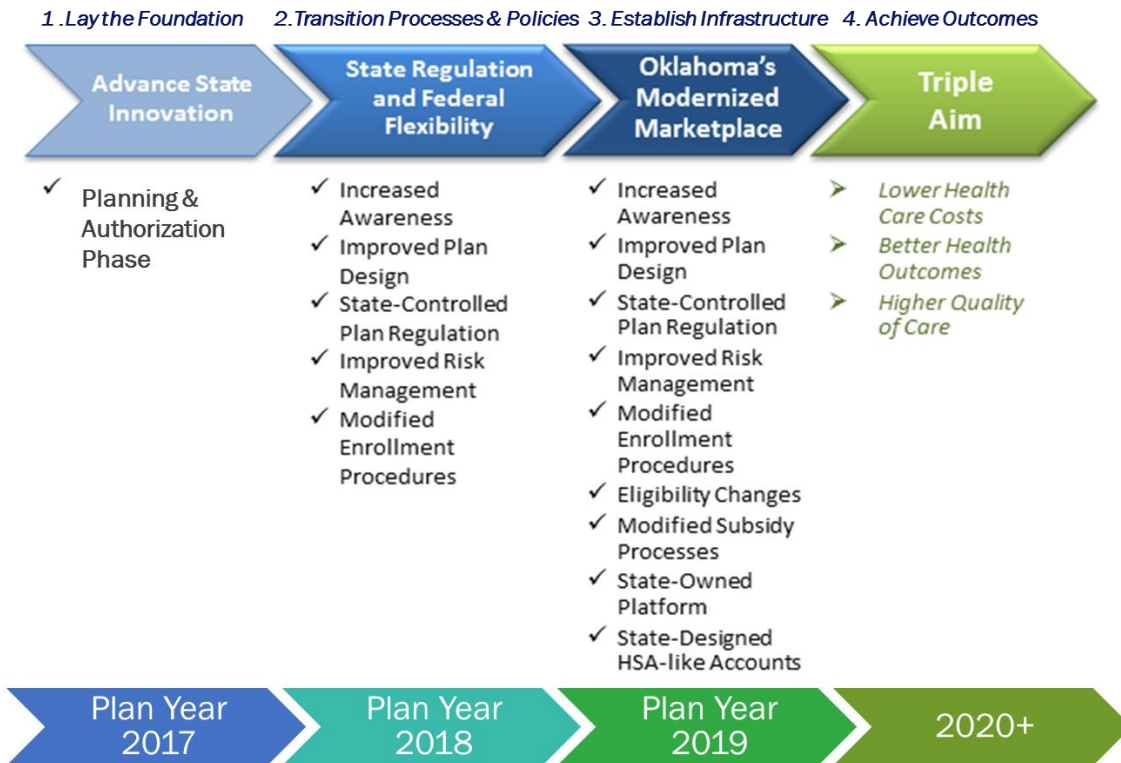 1. Lay the Foundation
2. Transition Processes & Policies
3. Establish Infrastructure
4. Achieve Outcomes
Advance State
Innovation
State Regulation
and Federal
Flexibility
Oklahoma's
Modernized
Marketplace
Triple
Aim
✓ Planning &
Authorization
Phase
✓ Increased
Awareness
✓ Improved Plan
Design
✓ State-Controlled
Plan Regulation
✓ Improved Risk
Management
✓ Modified
Enrollment
Procedures
✓ Increased
Awareness
✓ Improved Plan
Design
✓ State-Controlled
Plan Regulation
✓ Improved Risk
Management
✓ Modified
Enrollment
Procedures
✓ Eligibility Changes
✓ Modified Subsidy
Processes
✓ State-Owned
Platform
✓ State-Designed
HSA-like Accounts
➢ Lower Health
Care Costs
➢ Better Health
Outcomes
➢ Higher Quality
of Care
Plan Year
2017
Plan Year
2018
Plan Year
2019
2020+